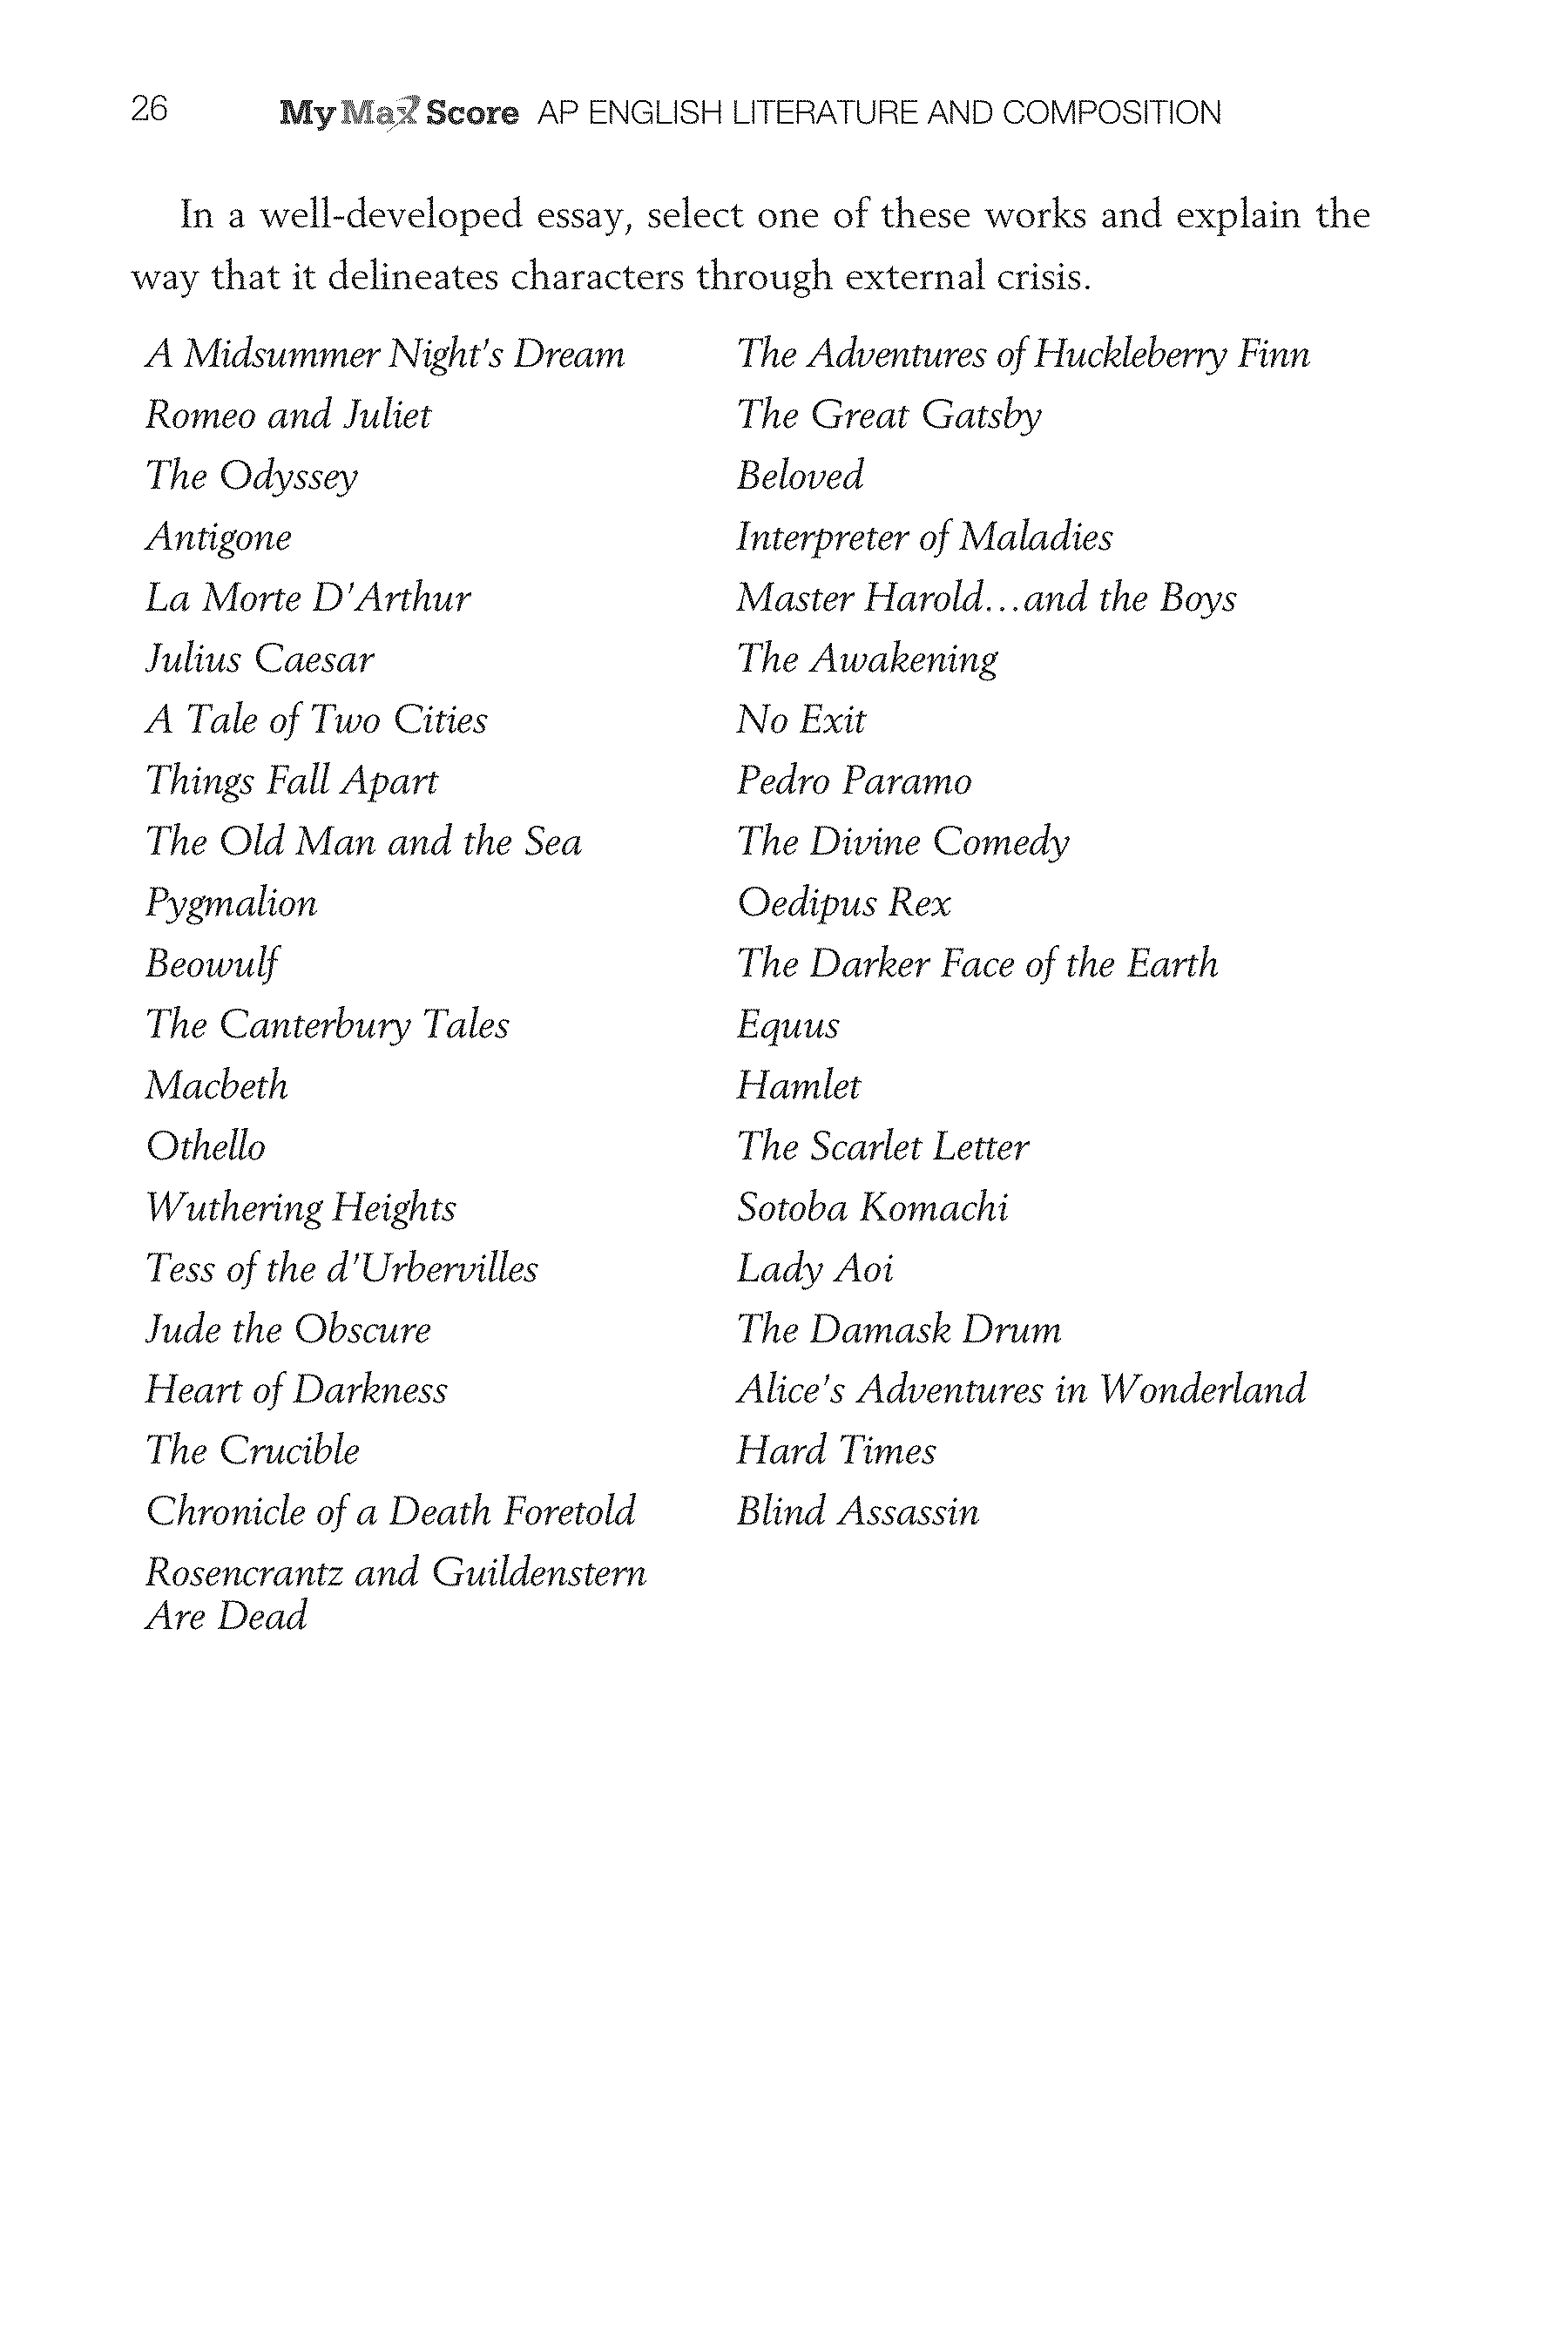 26 My Max Score AP ENGLISH LITERATURE AND COMPOSITION
In a well-developed essay, select one of these works and explain the
way that it delineates characters through external crisis.
A Midsummer Night's Dream
Romeo and Juliet
The Odyssey
Antigone
La Morte D'Arthur
Julius Caesar
A Tale of Two Cities
Things Fall Apart
The Old Man and the Sea
Pygmalion
Beowulf
The Canterbury Tales
Macbeth
Othello
Wuthering Heights
Tess of the d'Urbervilles
Jude the Obscure
Heart of Darkness
The Crucible
Chronicle of a Death Foretold
Rosencrantz and Guildenstern
Are Dead
The Adventures of Huckleberry Finn
The Great Gatsby
Beloved
Interpreter of Maladies
Master Harold...and the Boys
The Awakening
No Exit
Pedro Paramo
The Divine Comedy
Oedipus Rex
The Darker Face of the Earth
Equus
Hamlet
The Scarlet Letter
Sotoba Komachi
Lady Aoi
The Damask Drum
Alice's Adventures in Wonderland
Hard Times
Blind Assassin